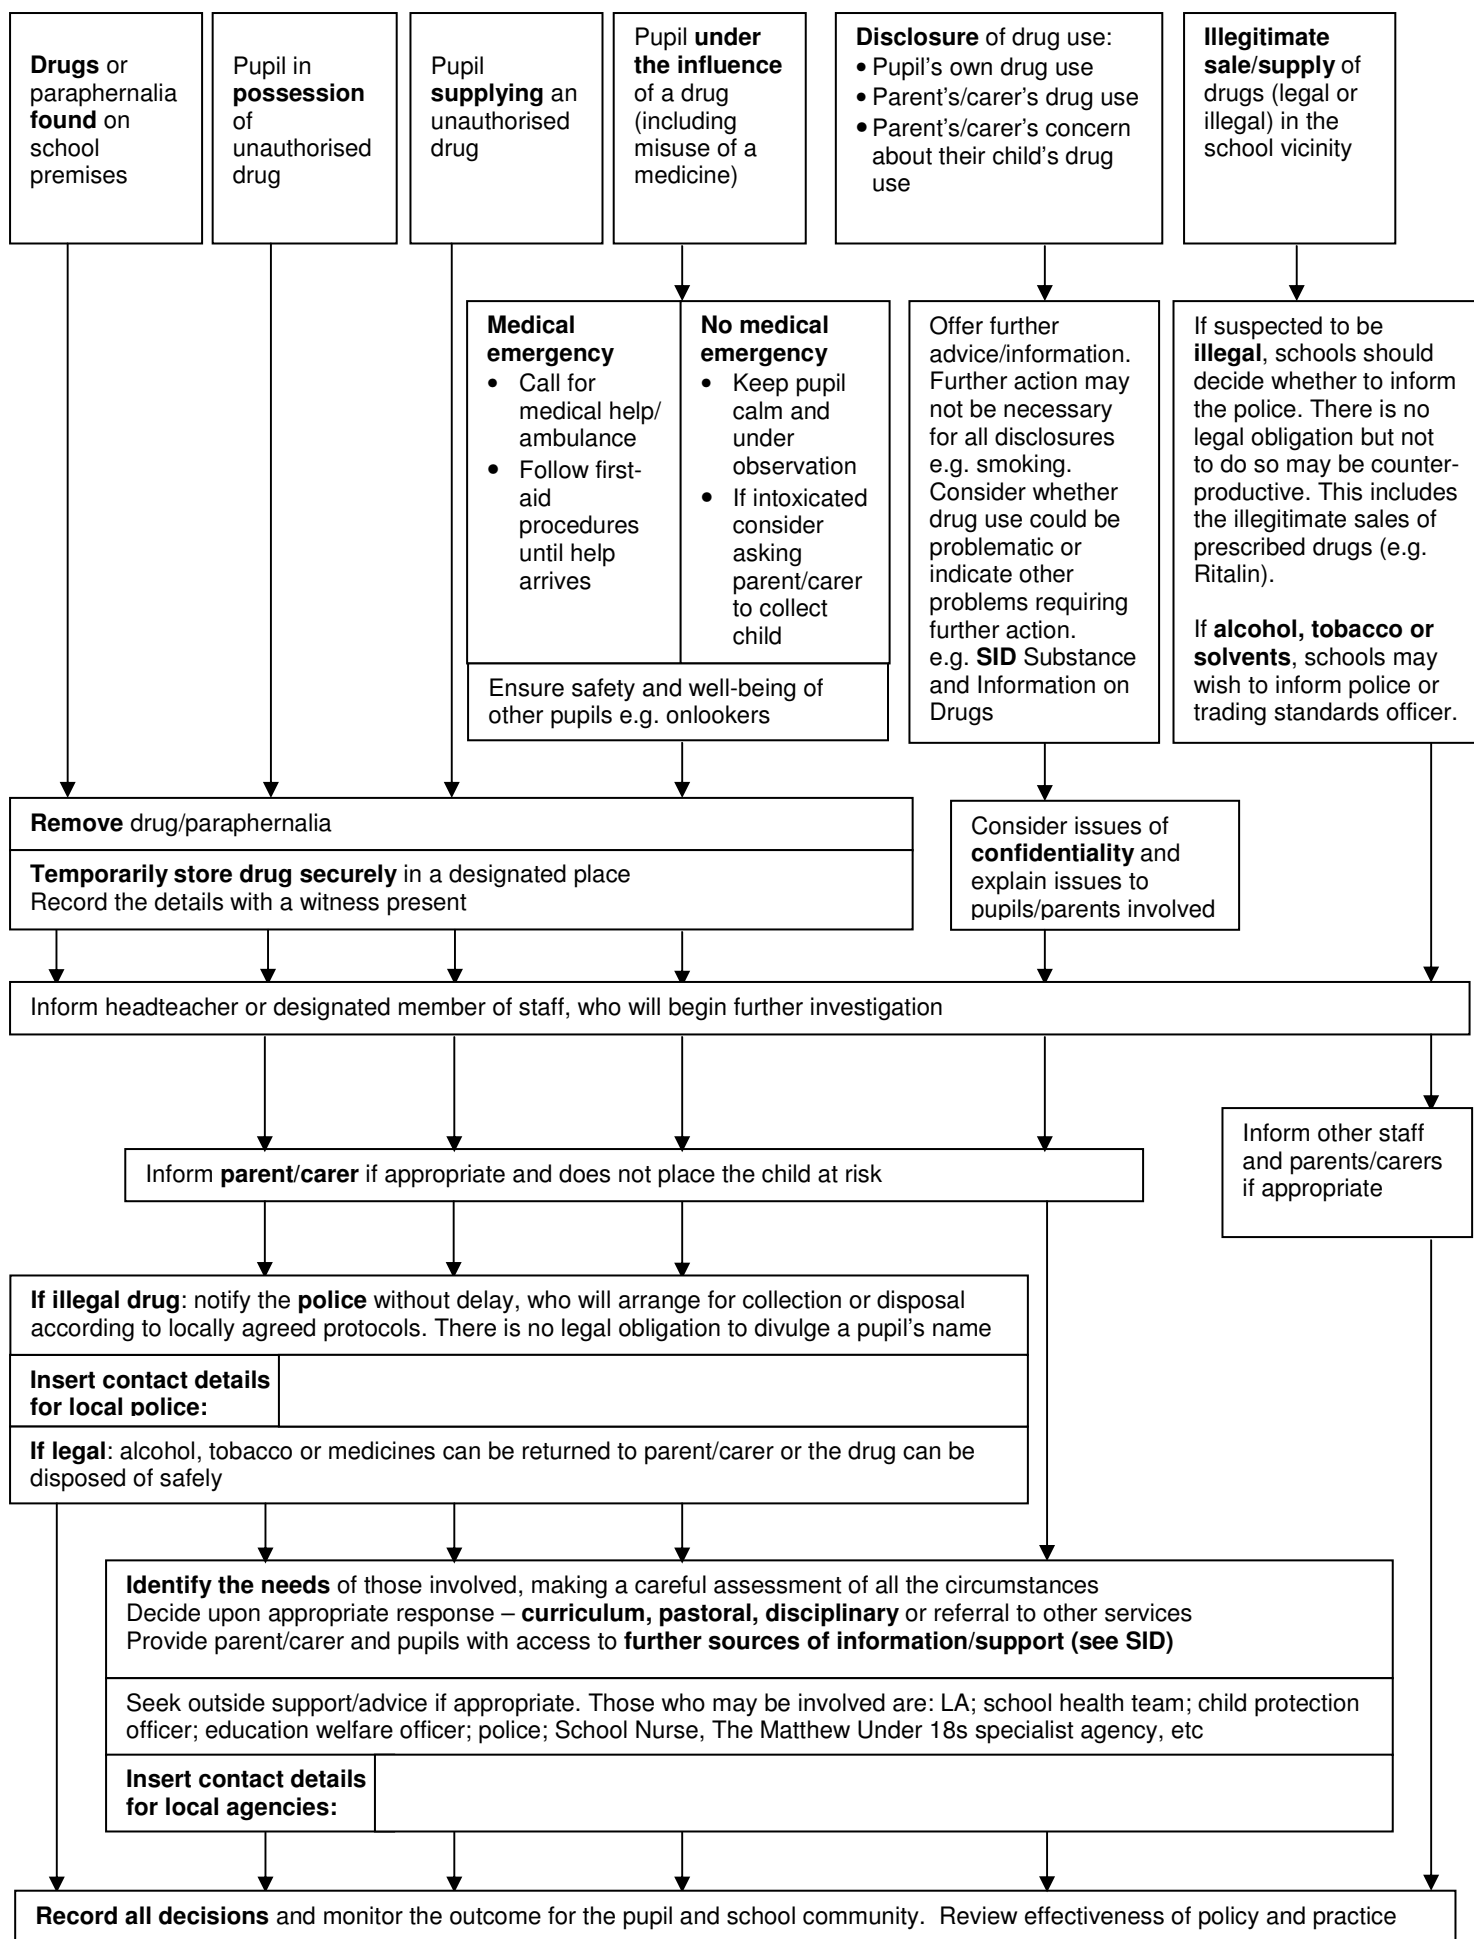 Drugs or
paraphernalia
found on
school
premises
Pupil in
possession
of
unauthorised
drug
Pupil
supplying an
unauthorised
drug
Pupil under
the influence
of a drug
(including
misuse of a
medicine)
Disclosure of drug use:
• Pupil's own drug use
• Parent's/carer's drug use
• Parent's/carer's concern
about their child's drug
use
Illegitimate
sale/supply of
drugs (legal or
illegal) in the
school vicinity
Medical
emergency
• Call for
medical help/
ambulance
• Follow first-
aid
procedures
until help
arrives
No medical
emergency
• Keep pupil
calm and
under
observation
• If intoxicated
consider
asking
parent/carer
to collect
child
Ensure safety and well-being of
other pupils e.g. onlookers
Offer further
advice/information.
Further action may
not be necessary
for all disclosures
e.g. smoking.
Consider whether
drug use could be
problematic or
indicate other
problems requiring
further action.
e.g. SID Substance
and Information on
Drugs
If suspected to be
illegal, schools should
decide whether to inform
the police. There is no
legal obligation but not
to do so may be counter-
productive. This includes
the illegitimate sales of
prescribed drugs (e.g.
Ritalin).
If alcohol, tobacco or
solvents, schools may
wish to inform police or
trading standards officer.
Remove drug/paraphernalia
Temporarily store drug securely in a designated place
Record the details with a witness present
Consider issues of
confidentiality and
explain issues to
pupils/parents involved
Inform headteacher or designated member of staff, who will begin further investigation
Inform parent/carer if appropriate and does not place the child at risk
Inform other staff
and parents/carers
if appropriate
If illegal drug: notify the police without delay, who will arrange for collection or disposal
according to locally agreed protocols. There is no legal obligation to divulge a pupil's name
Insert contact details
for local police:
If legal: alcohol, tobacco or medicines can be returned to parent/carer or the drug can be
disposed of safely
Identify the needs of those involved, making a careful assessment of all the circumstances
Decide upon appropriate response – curriculum, pastoral, disciplinary or referral to other services
Provide parent/carer and pupils with access to further sources of information/support (see SID)
Seek outside support/advice if appropriate. Those who may be involved are: LA; school health team; child protection
officer; education welfare officer; police; School Nurse, The Matthew Under 18s specialist agency, etc
Insert contact details
for local agencies:
Record all decisions and monitor the outcome for the pupil and school community.  Review effectiveness of policy and practice